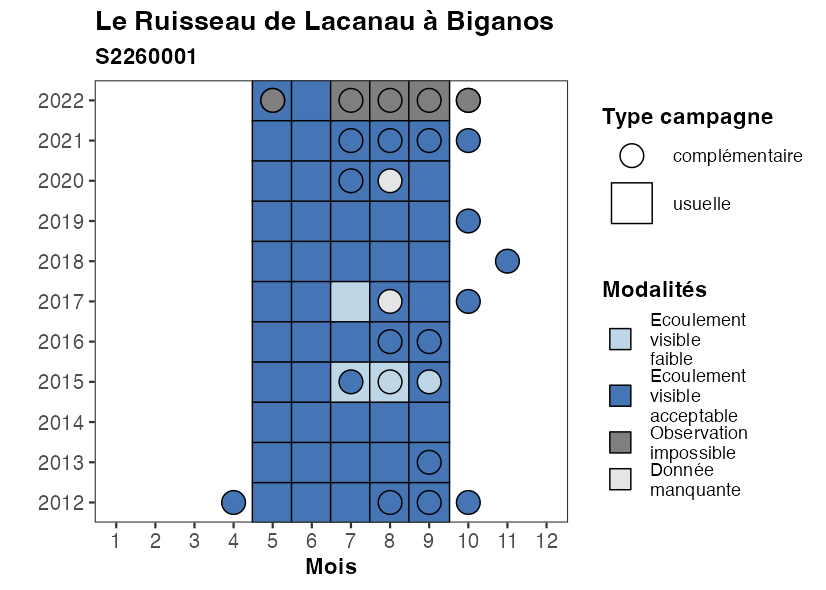 Le Ruisseau de Lacanau à Biganos
S2260001
2022
2021
2020
2019
2018
2017
2016
2015
2014
2013
2012
1 2 3 4 5 6 7 8 9 10 11 12
Mois
Type campagne
complémentaire
usuelle
Modalités
Ecoulement
visible
faible
Ecoulement
visible
acceptable
Observation
impossible
Donnée
manquante